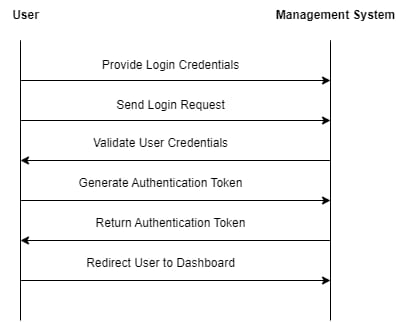 User
Management System
Provide Login Credentials
Send Login Request
Validate User Credentials
Generate Authentication Token
Return Authentication Token
Redirect User to Dashboard